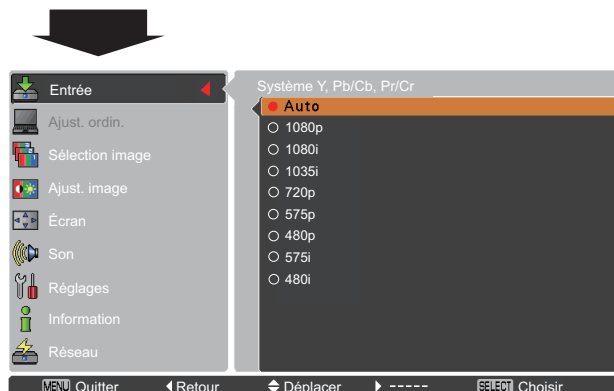 Entrée
Ajust. ordin.
Sélection image
Ajust. image
Écran
Son
Réglages
Information
Réseau
Système Y, Pb/Cb, Pr/Cr
Auto
1080p
1080i
1035i
720p
575p
480p
575i
480i
MENU Quitter Retour Déplacer ----- SELECT Choisir